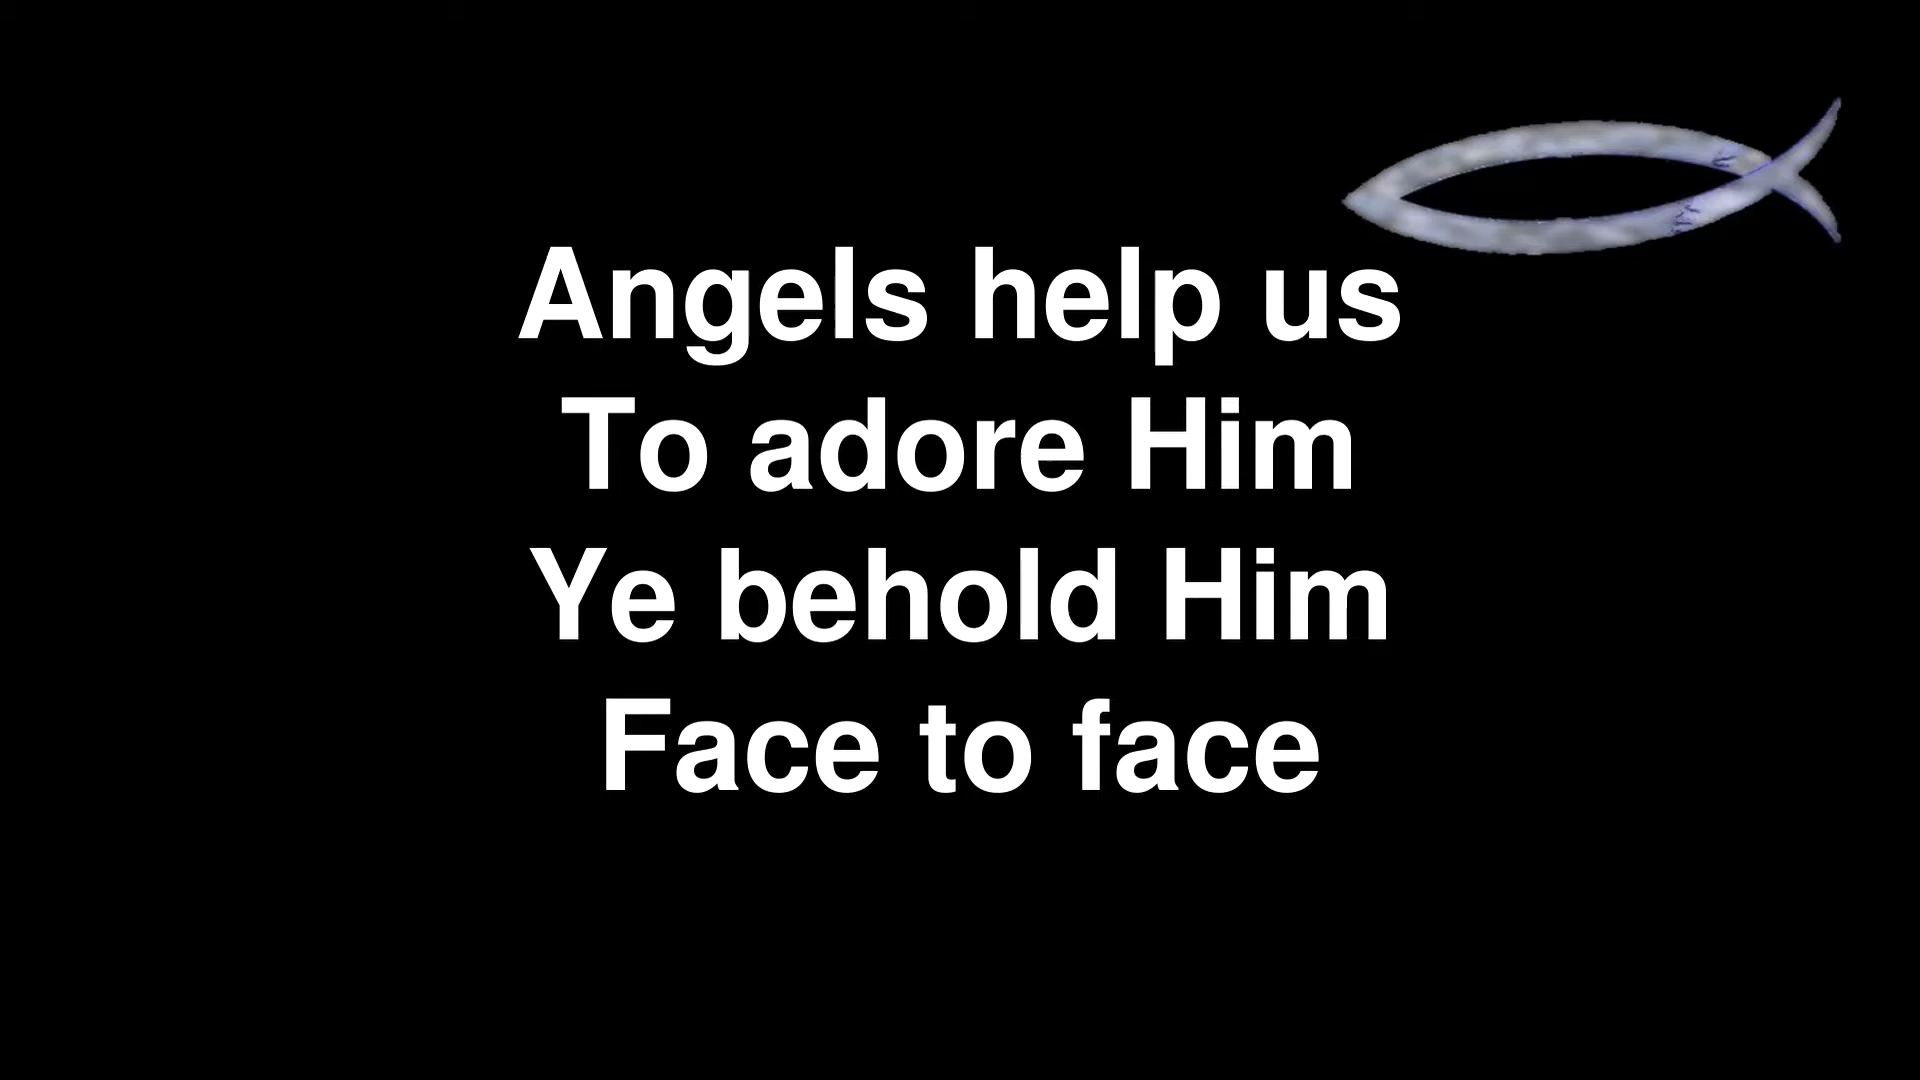 Angels help us
To adore Him
Ye behold Him
Face to face